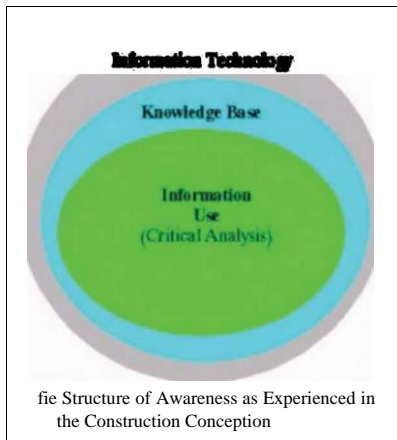 Information Technology
Knowledge Base
Information
Use
(Critical Analysis)
fie Structure of Awareness as Experienced in
the Construction Conception